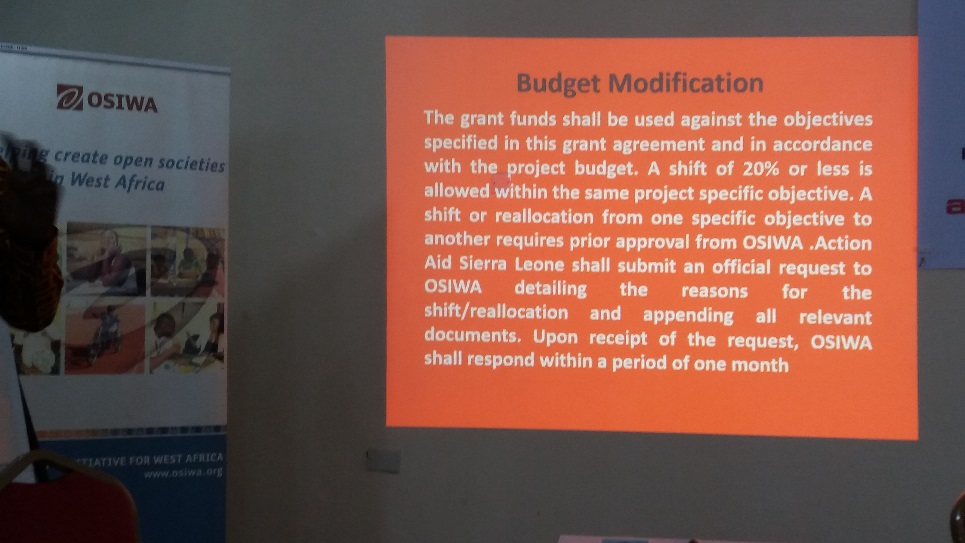 OSIWA
create open societies
in West Africa
FOR WEST AFRICA
www.osiwa.org
Budget Modification
The grant funds shall be used against the objectives
specified in this grant agreement and in accordance
with the project budget. A shift of 20% or less is
allowed within the same project specific objective. A
shift or reallocation from one specific objective to
another requires prior approval from OSIWA .Action
Aid Sierra Leone shall submit an official request to
OSIWA detailing the reasons for the
shift/reallocation and appending all relevant
documents. Upon receipt of the request, OSIWA
shall respond within a period of one month